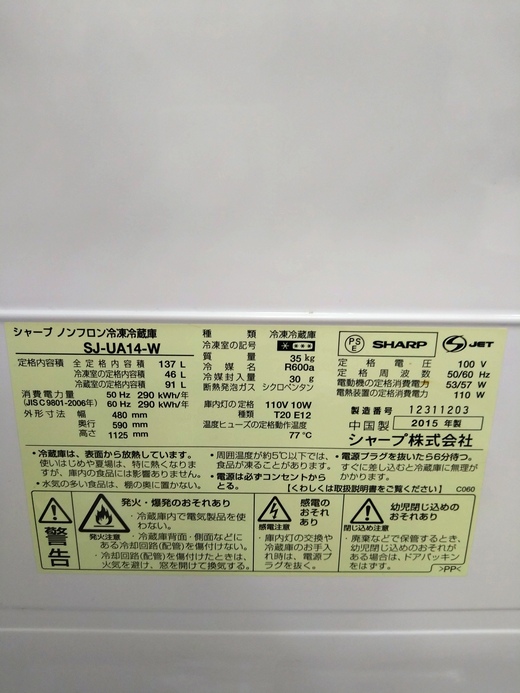 シャープ ノンフロン冷凍冷蔵庫
SJ-UA14-W
定格内容積 全定格内容積 137 L
冷凍室の定格内容積 46 L
冷蔵室の定格内容積 91 L
消費電力量 50 Hz 290 kWh/年
(JIS C 9801-2006年) 60 Hz 290 kWh/年
外形寸法 幅 480 mm
奥行 590 mm
高さ 1125 mm
種類 冷凍冷蔵庫
冷凍室の記号
質量 35 kg
冷媒名 R600a
冷媒封入量 30 g
断熱発泡ガス シクロペンタン
庫内灯の定格 110V 10W
種類 T20 E12
温度ヒューズの定格動作温度 77 ℃
PS E SHARP S JET
定格電圧 100 V
定格周波数 50/60 Hz
電動機の定格消費電力 53/57 W
電熱装置の定格消費電力 110 W
製造番号 12311203
中国製 2015 年製
シャープ株式会社
・冷蔵庫は、表面から放熱しています。
使いはじめや夏場は、特に熱く感じますが、
庫内の食品には影響がありません。
・水気の多い食品は、棚の奥に置かない。
・周囲温度が約5℃以下では、
食品が凍ることがあります。
・電源は必ずコンセントから
とる。
・電源プラグを抜いたら6分待つ。
すぐに差し込むと冷蔵庫に無理が
かかります。
【くわしくは取扱説明書をご覧ください】 C060
警告
発火・爆発のおそれあり
発火注意
・冷蔵庫内で電気製品を使
わない。
・冷蔵庫背面・側面などに
ある冷却回路(配管)を傷付けない。
・冷却回路(配管)を傷付けたときは、
火気を避け、窓を開けて換気する。
感電の
おそれあり
感電注意
・庫内灯の交換や
冷蔵庫のお手入
れ時は、電源プ
ラグを抜く。
幼児閉じ込めの
おそれあり
閉じ込め注意
・廃棄などで保管するとき、
幼児閉じ込めのおそれが
ある場合は、ドアパッキン
をはずす。
>PP<